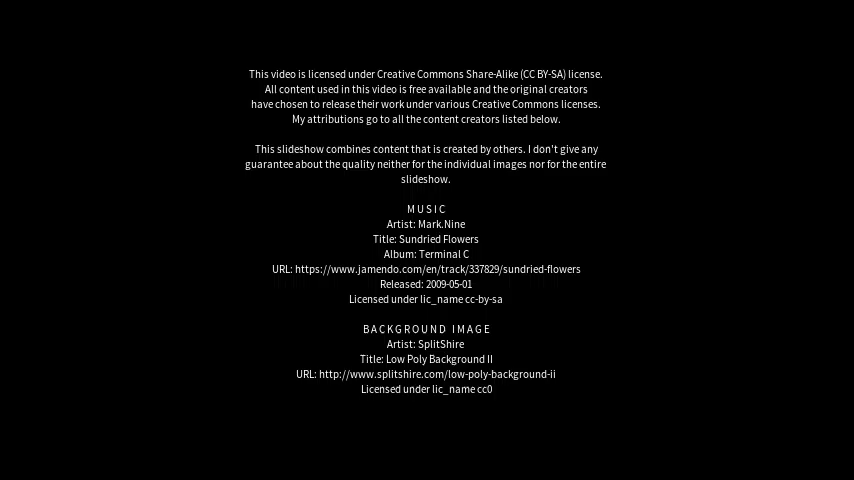 This video is licensed under Creative Commons Share-Alike (CC BY-SA) license.
All content used in this video is free available and the original creators
have chosen to release their work under various Creative Commons licenses.
My attributions go to all the content creators listed below.
This slideshow combines content that is created by others. I don't give any
guarantee about the quality neither for the individual images nor for the entire
slideshow.
MUSIC
Artist: Mark.Nine
Title: Sundried Flowers
Album: Terminal C
URL: https://www.jamendo.com/en/track/337829/sundried-flowers
Released: 2009-05-01
Licensed under lic_name cc-by-sa
BACKGROUND IMAGE
Artist: SplitShire
Title: Low Poly Background II
URL: http://www.splitshire.com/low-poly-background-ii
Licensed under lic_name cc0